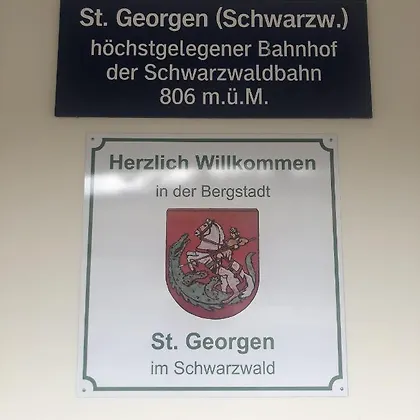 St. Georgen (Schwarzw.)
höchstgelegener Bahnhof
der Schwarzwaldbahn
806 m.ü.M.
Herzlich Willkommen
in der Bergstadt
St. Georgen
im Schwarzwald